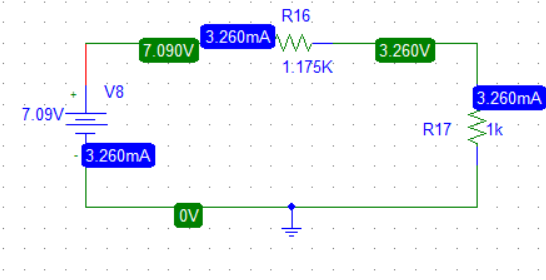 R16
3.260mA
7.090V
3.260V
1.175K
+
V8
3.260mA
7.09V
R17
1k
-
3.260mA
0V